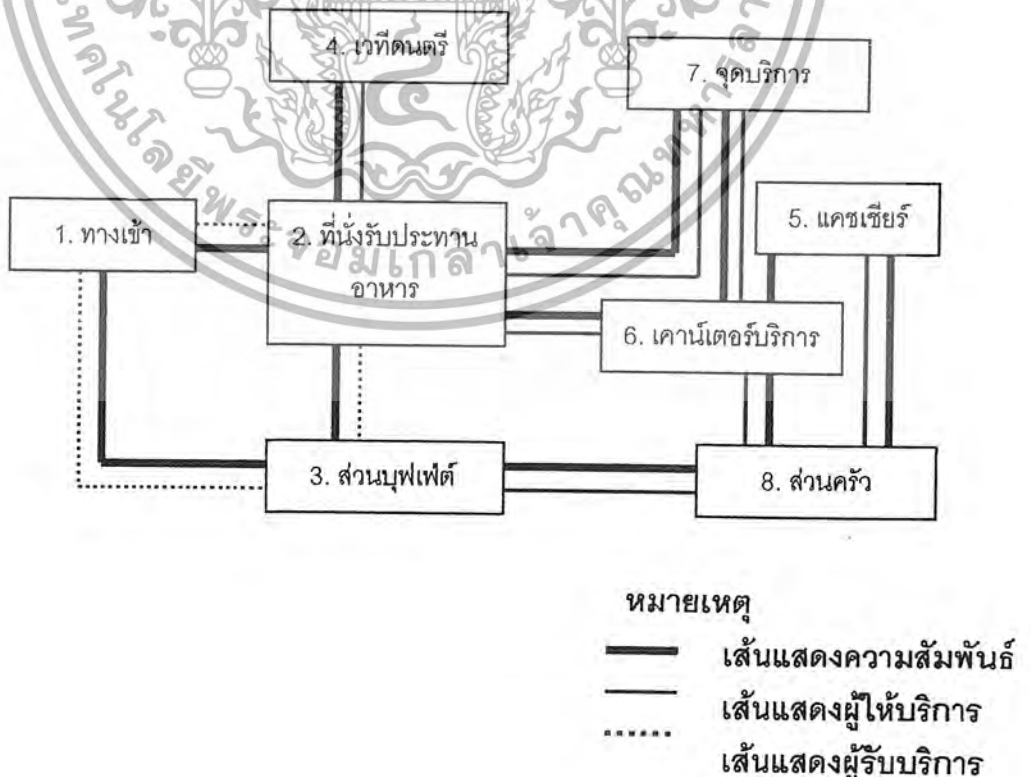 4. เวทีดนตรี
7. จุดบริการ
1. ทางเข้า
2. ที่นั่งรับประทาน
อาหาร
5. แคชเชียร์
6. เคาน์เตอร์บริการ
3. ส่วนบุฟเฟ่ต์
8. ส่วนครัว
หมายเหตุ
เส้นแสดงความสัมพันธ์
เส้นแสดงผู้ให้บริการ
เส้นแสดงผู้รับบริการ